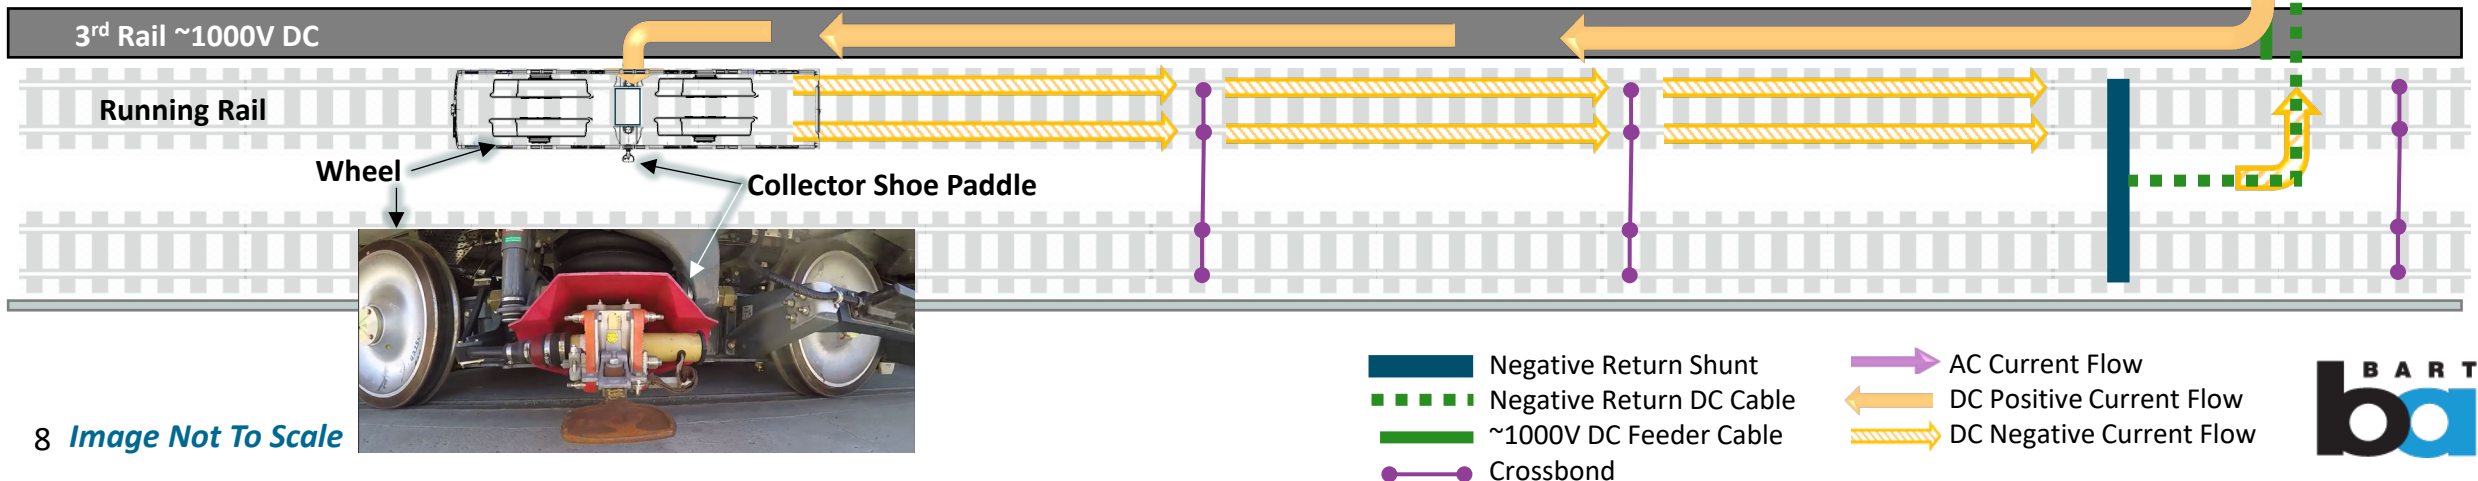 3rd Rail ~1000V DC
Running Rail
Wheel
Collector Shoe Paddle
Negative Return Shunt
Negative Return DC Cable
~1000V DC Feeder Cable
Crossbond
AC Current Flow
DC Positive Current Flow
DC Negative Current Flow
8 Image Not To Scale
BART
ba